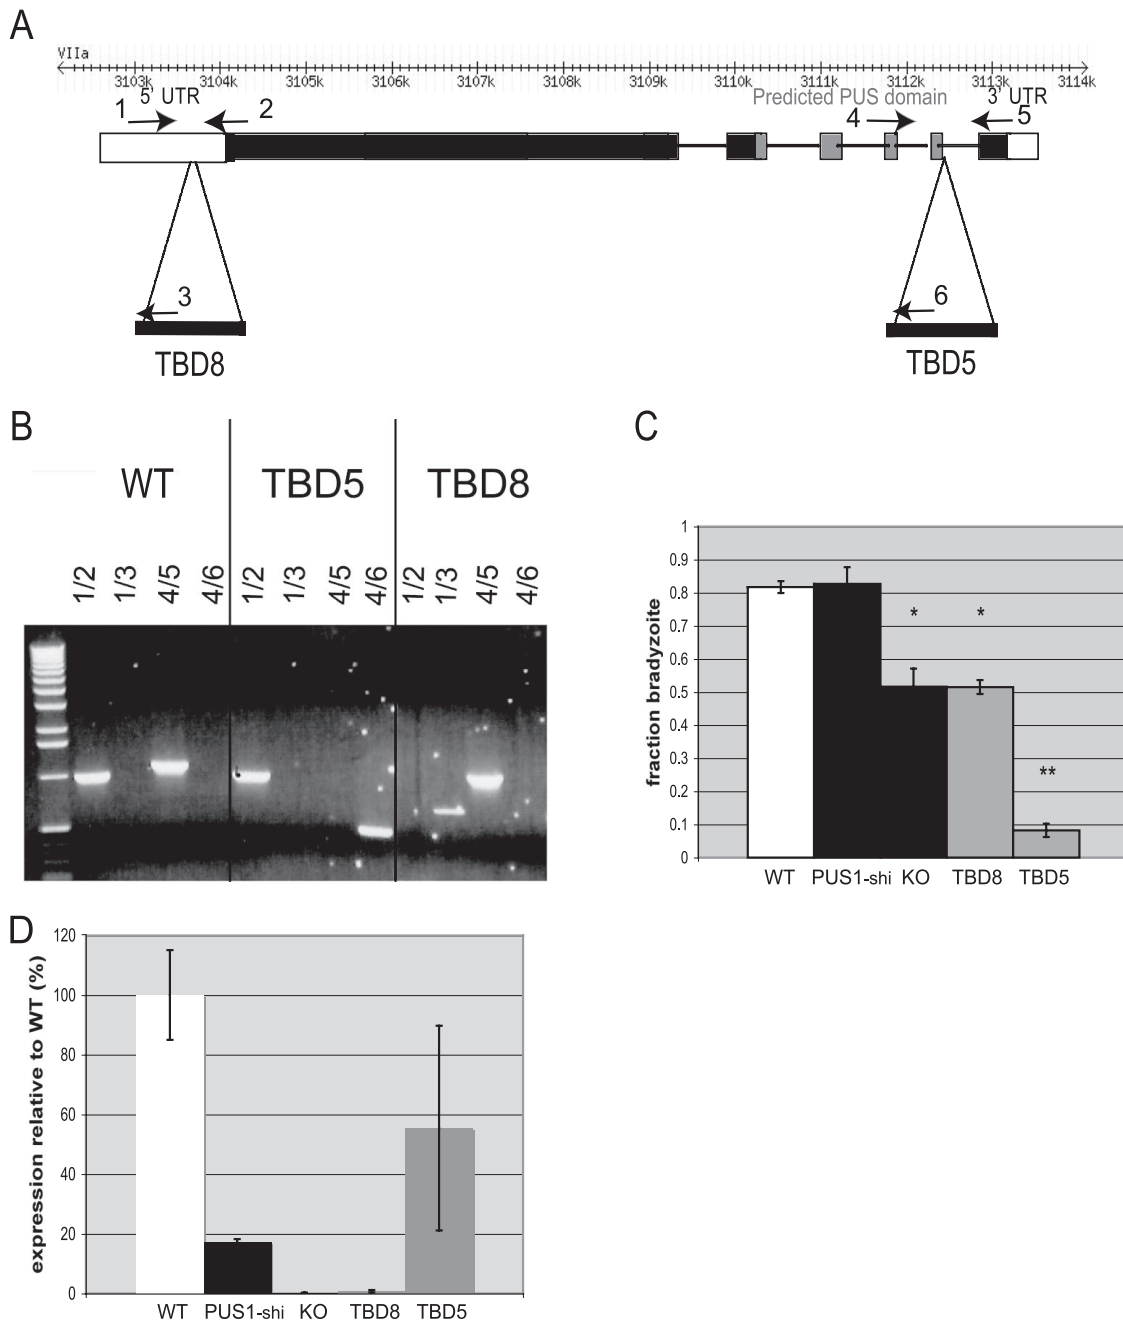 A
VIIa
3103k 3104k 3105k 3106k 3107k 3108k 3109k 3110k 3111k 3112k 3113k 3114k
5' UTR Predicted PUS domain 3' UTR
1 2 4 5
3 6
TBD8 TBD5
B
WT TBD5 TBD8
1/2 1/3 4/5 4/6 1/2 1/3 4/5 4/6 1/2 1/3 4/5 4/6
C
fraction bradyzoite
1
0.9
0.8
0.7
0.6
* *
0.5
0.4
0.3
**
0.2
0.1
0
WT PUS1-shi KO TBD8 TBD5
D
expression relative to WT (%)
120
100
80
60
40
20
0
WT PUS1-shi KO TBD8 TBD5